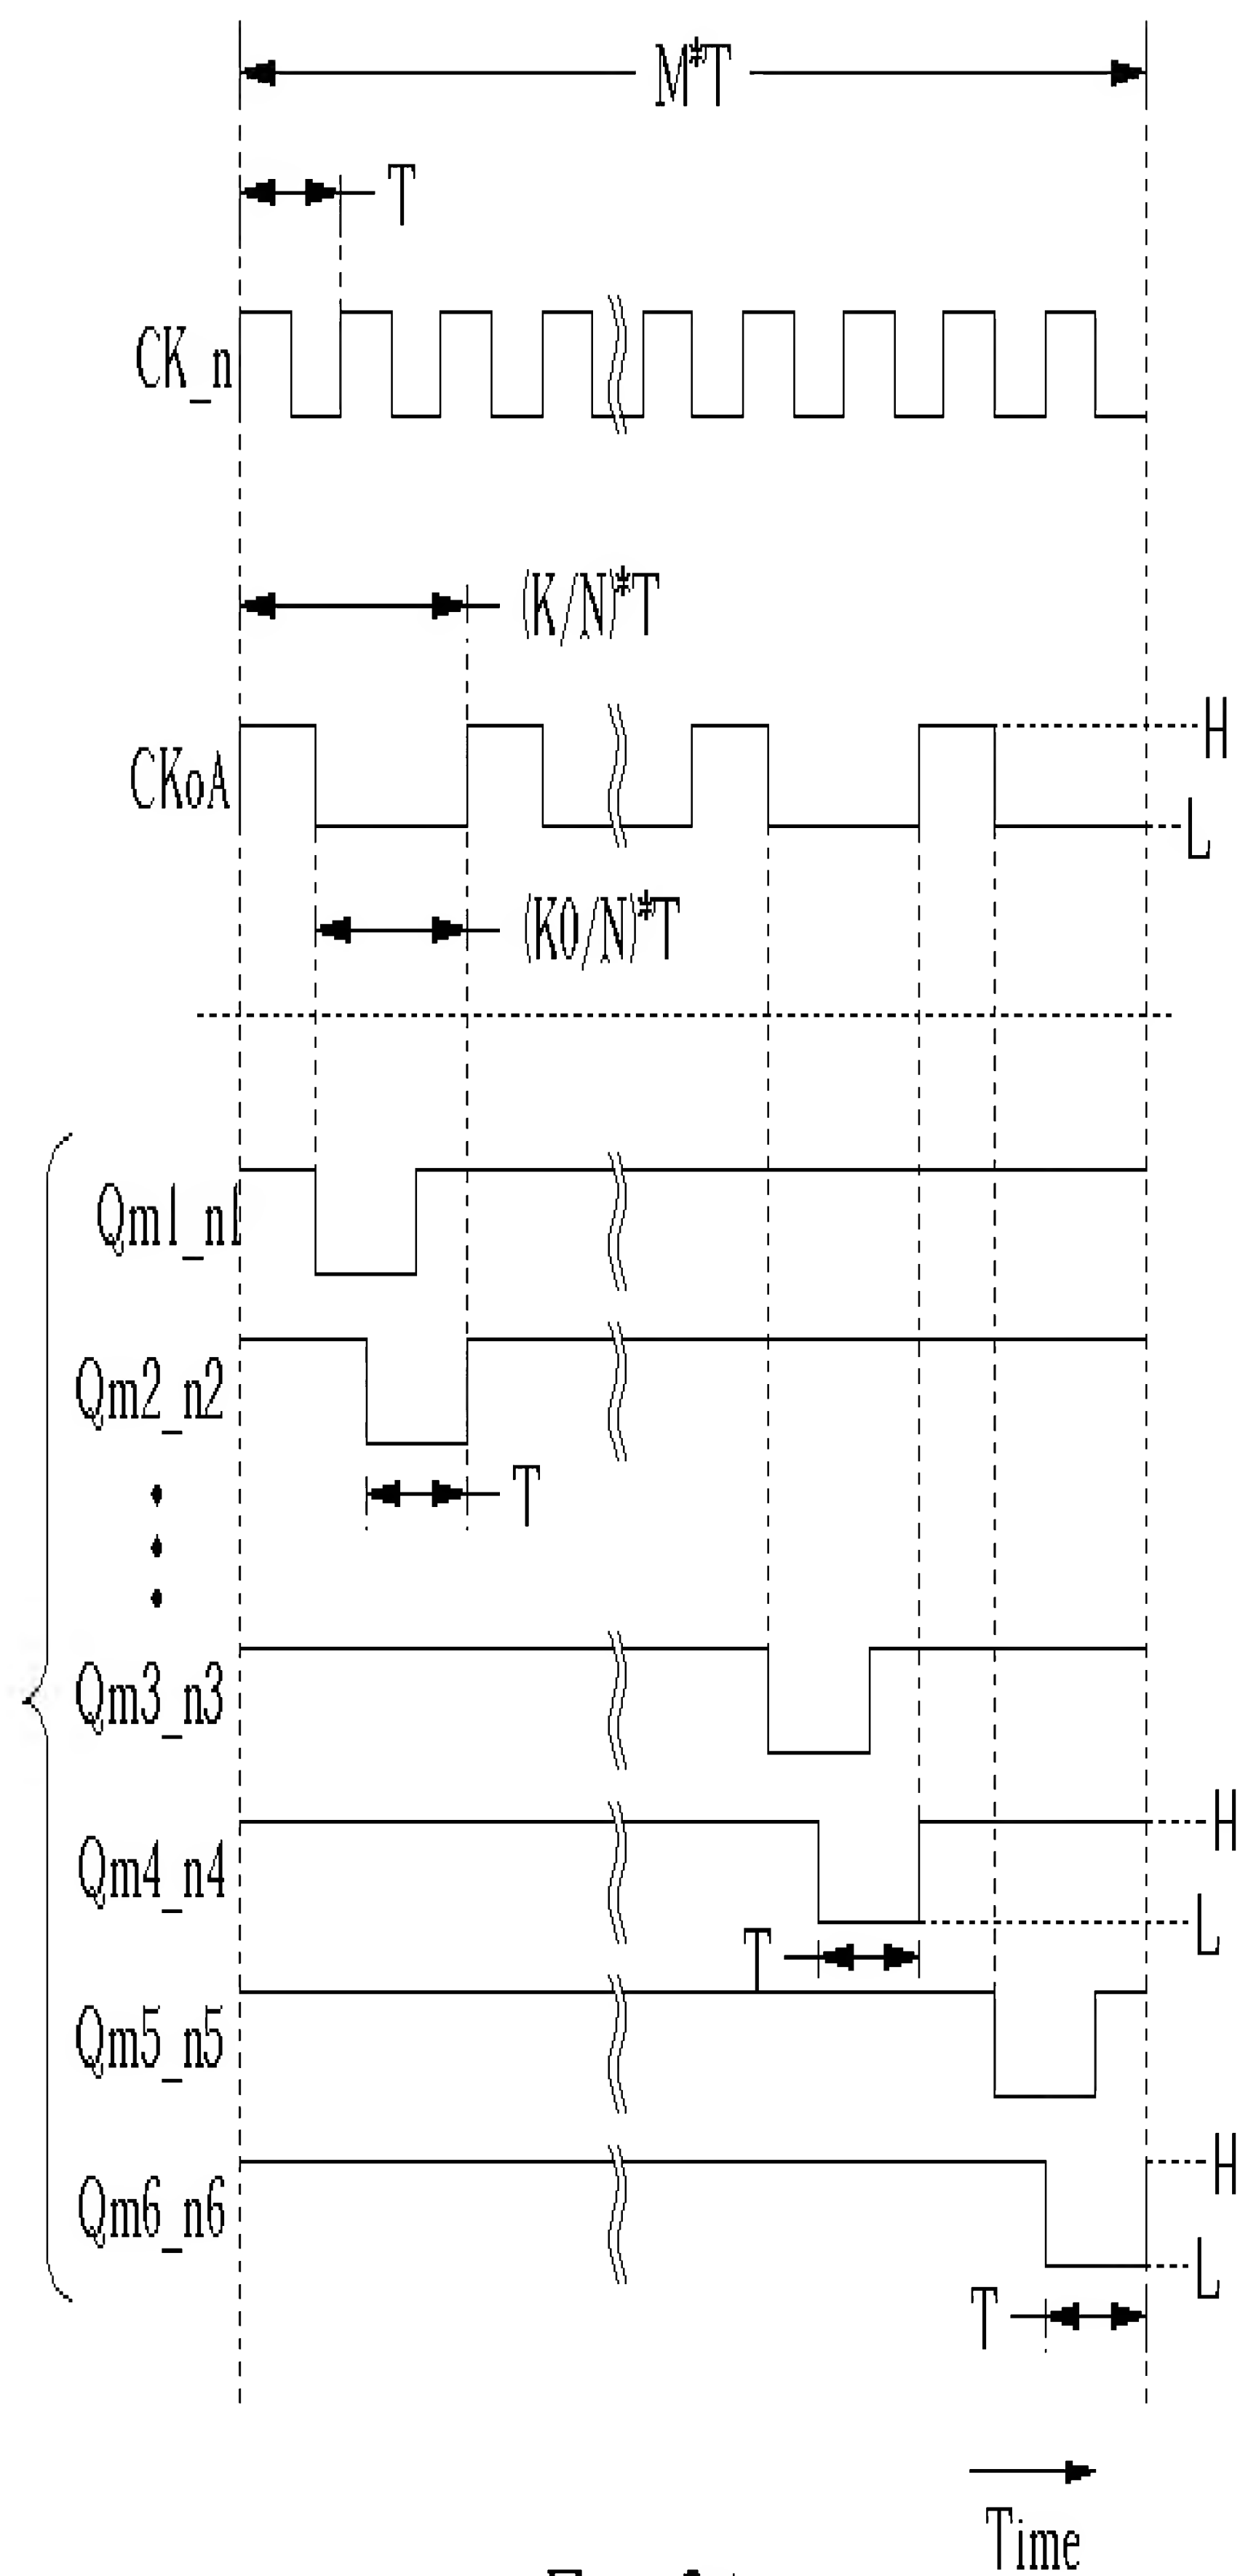 M*T
T
CK_n
(K/N)*T
H
CKoA
L
(K0/N)*T
Qm1_n1
Qm2_n2
T
Qm3_n3
H
Qm4_n4
L
T
Qm5_n5
H
Qm6_n6
L
T
Time